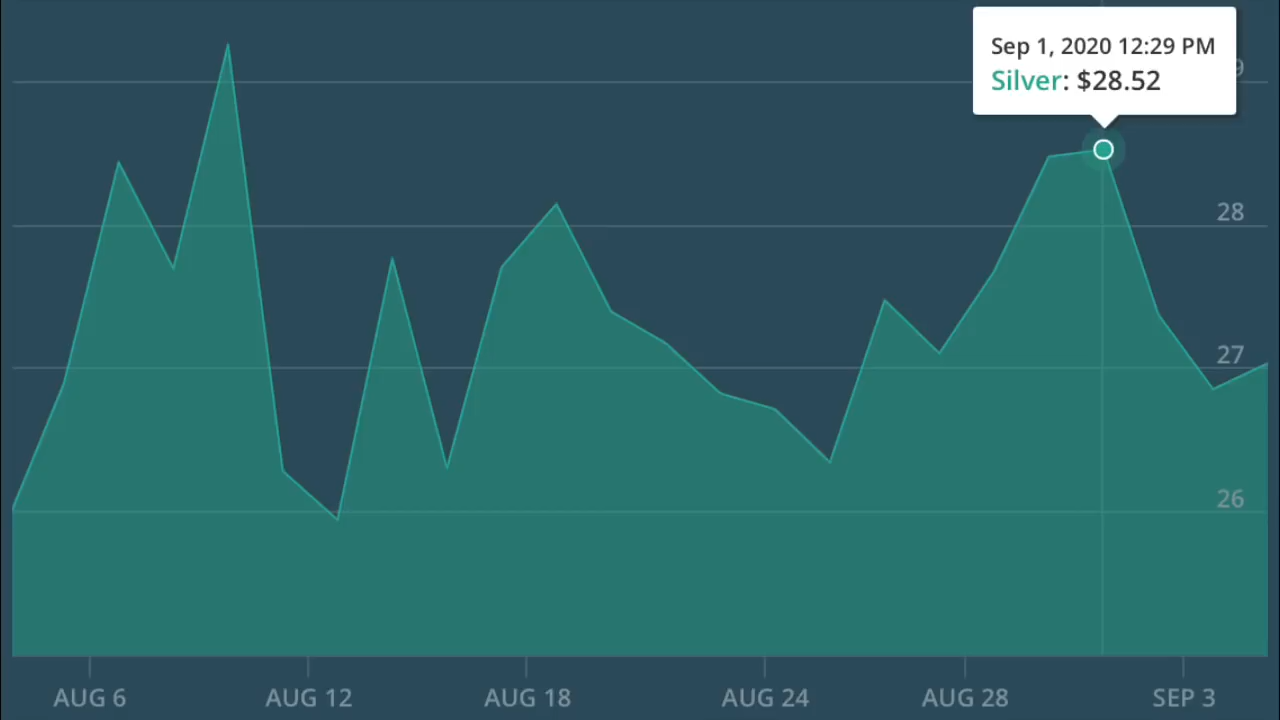 Sep 1, 2020 12:29 PM
Silver: $28.52
28
27
26
AUG 6
AUG 12
AUG 18
AUG 24
AUG 28
SEP 3